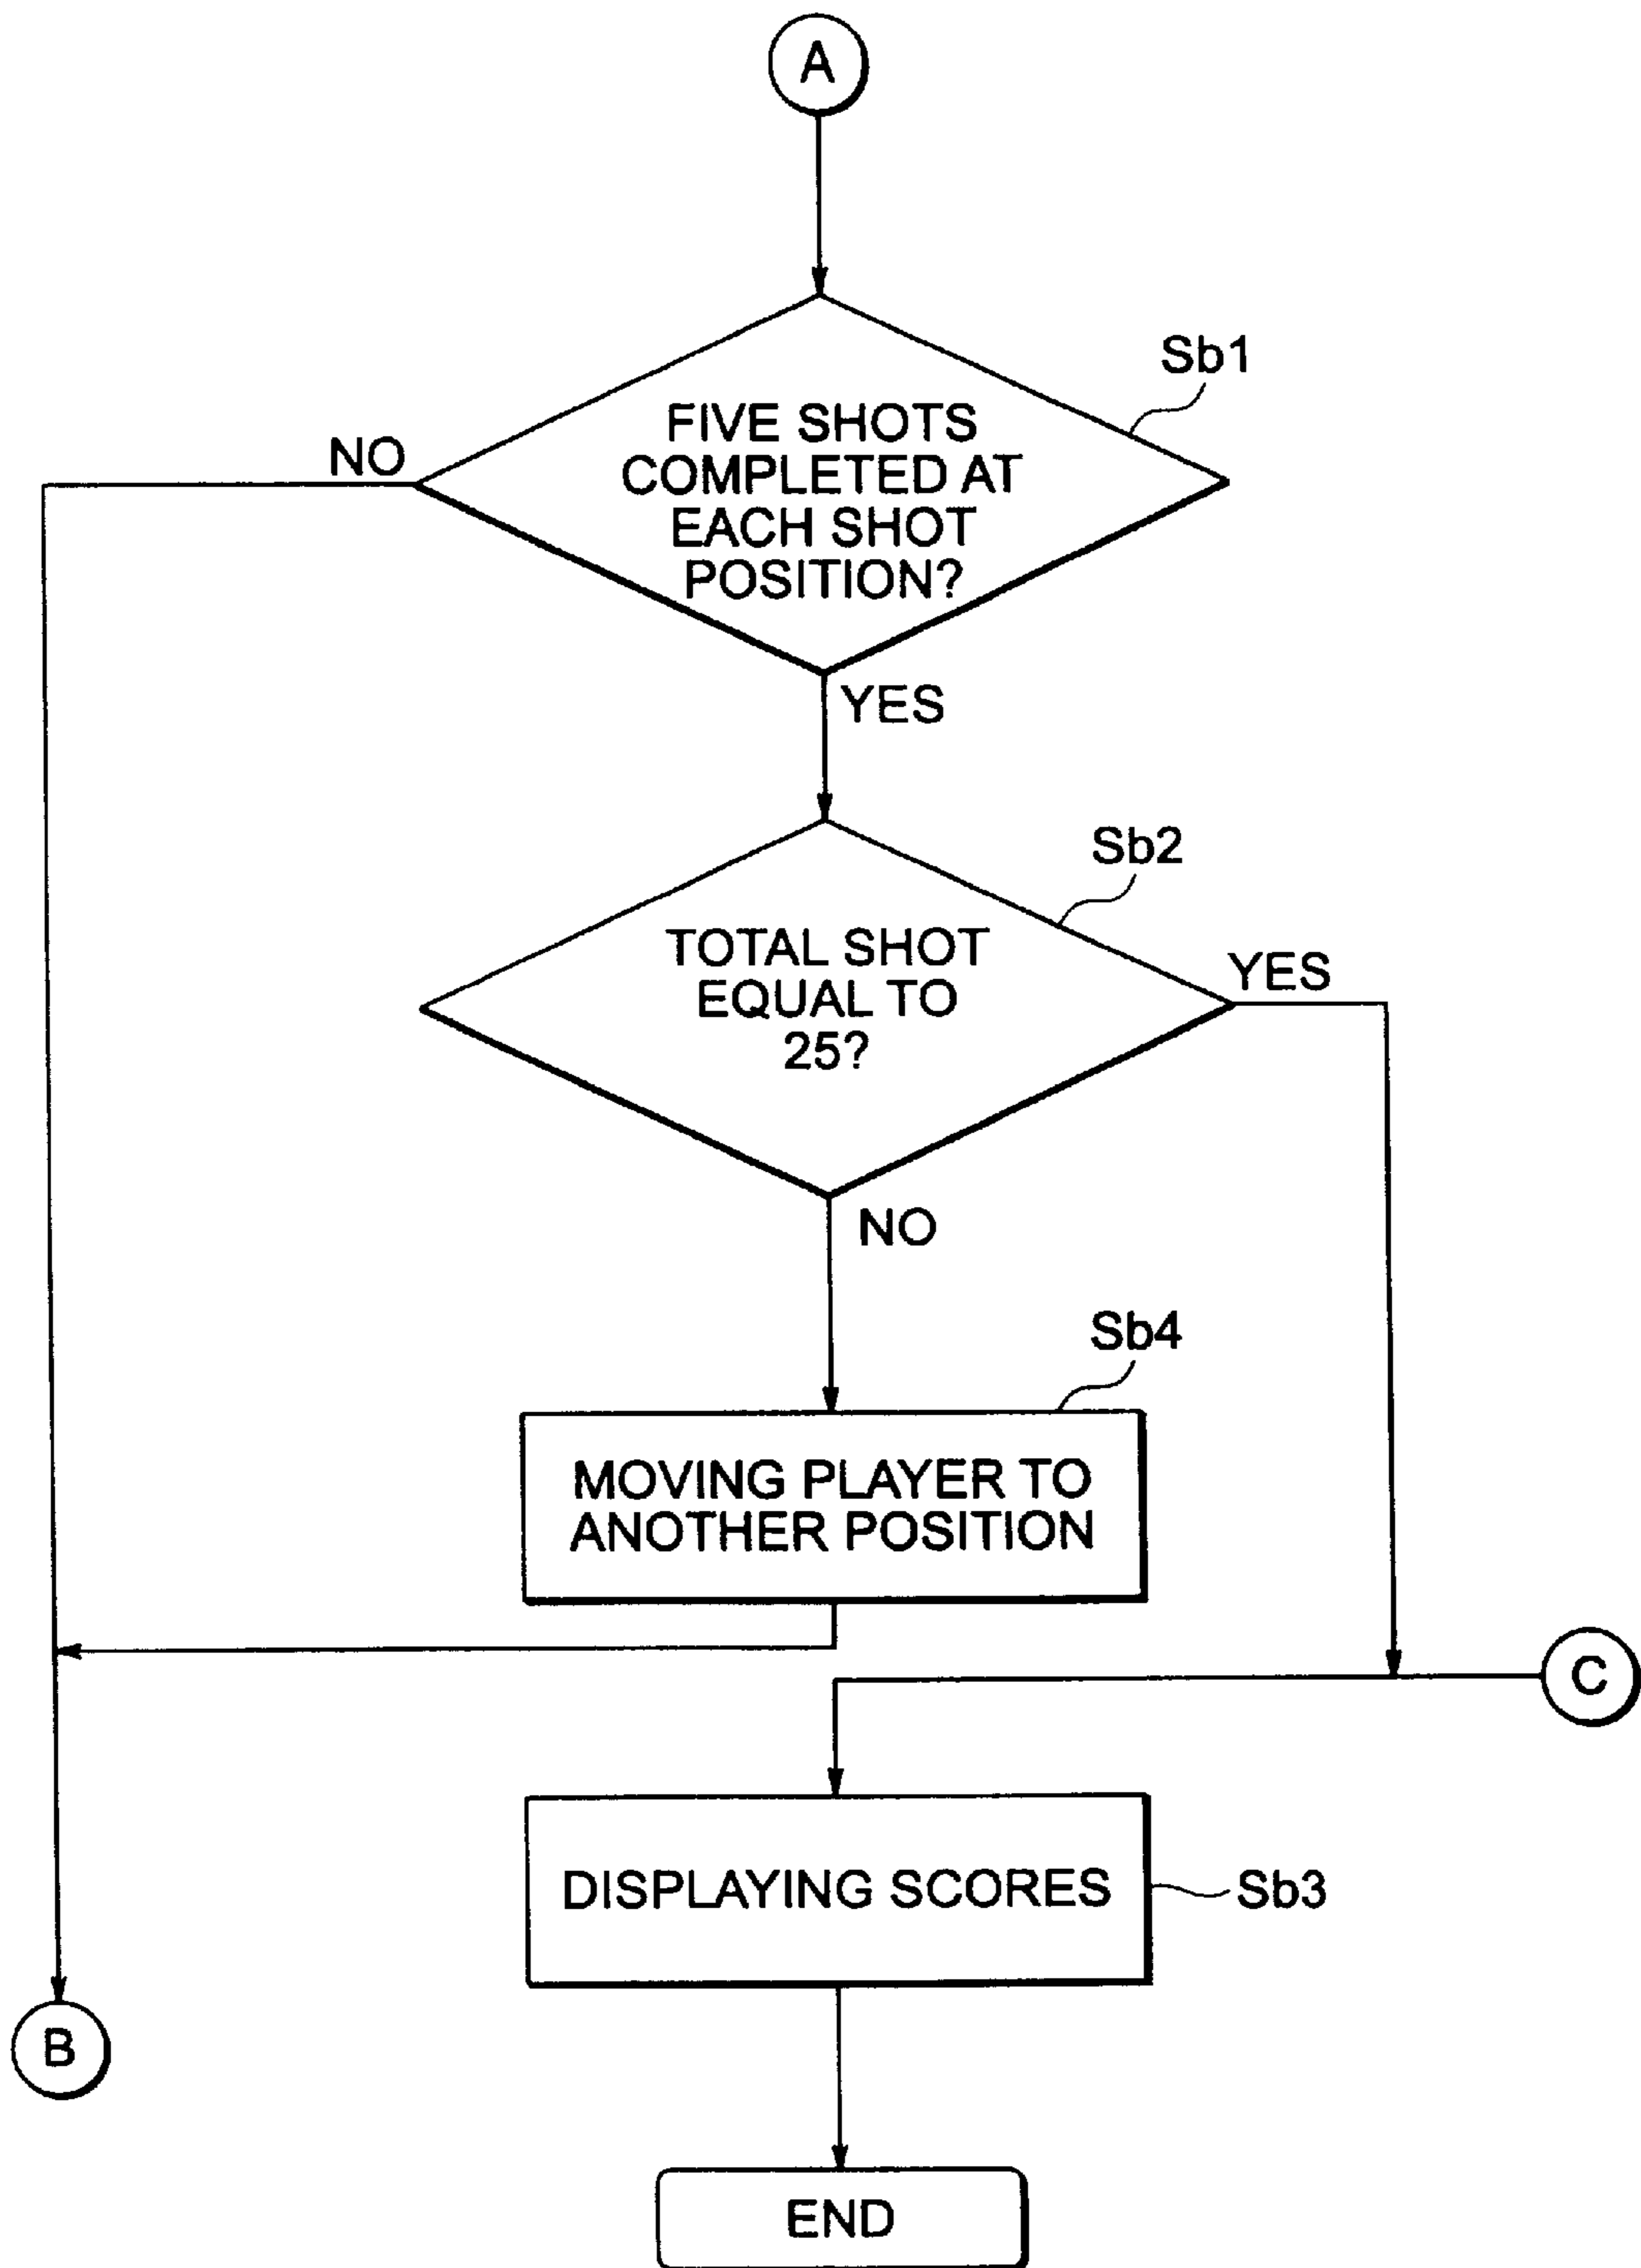 A
Sb1
FIVE SHOTS
COMPLETED AT
EACH SHOT
POSITION?
NO
YES
Sb2
TOTAL SHOT
EQUAL TO
25?
YES
NO
Sb4
MOVING PLAYER TO
ANOTHER POSITION
C
DISPLAYING SCORES
Sb3
B
END